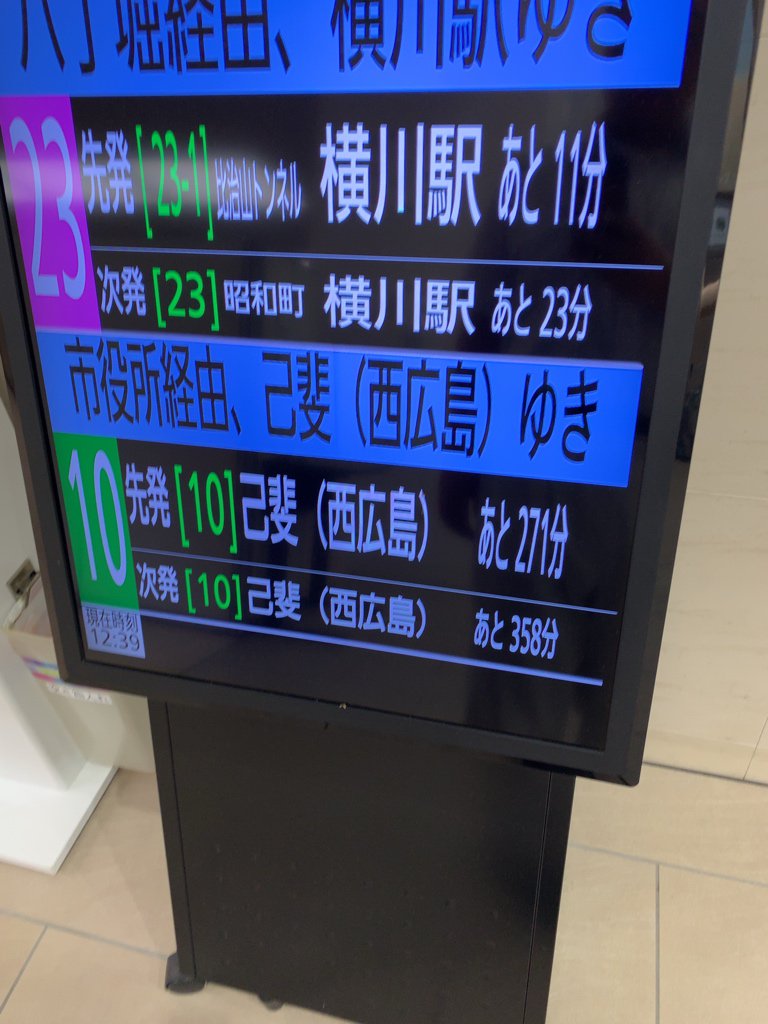 八丁堀経由、横川駅ゆき
23
先発 [23-1] 比治山トンネル 横川駅 あと 11分
次発 [23] 昭和町 横川駅 あと 23分
市役所経由、己斐（西広島）ゆき
10
先発 [10] 己斐（西広島） あと 271分
次発 [10] 己斐（西広島） あと 358分
現在時刻
12:39